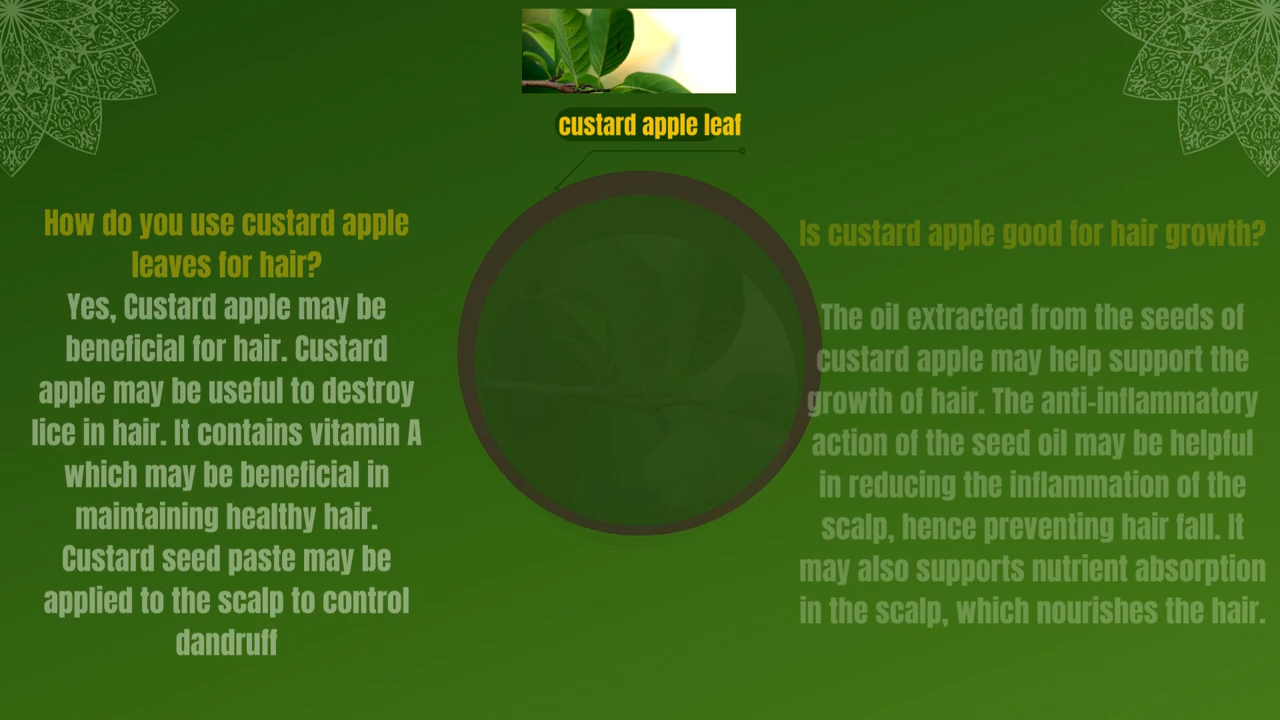 custard apple leaf
How do you use custard apple
leaves for hair?
Yes, Custard apple may be
beneficial for hair. Custard
apple may be useful to destroy
lice in hair. It contains vitamin A
which may be beneficial in
maintaining healthy hair.
Custard seed paste may be
applied to the scalp to control
dandruff
Is custard apple good for hair growth?
The oil extracted from the seeds of
custard apple may help support the
growth of hair. The anti-inflammatory
action of the seed oil may be helpful
in reducing the inflammation of the
scalp, hence preventing hair fall. It
may also supports nutrient absorption
in the scalp, which nourishes the hair.